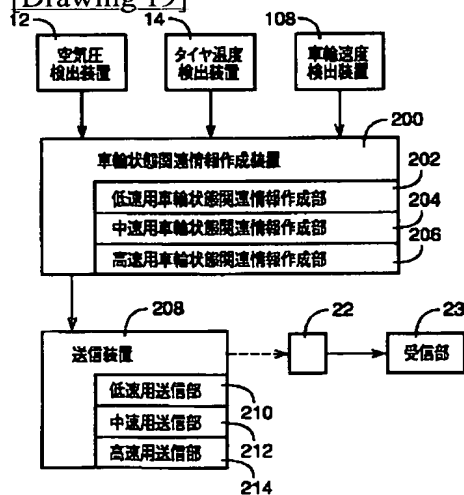 [Drawing 19]
12
14
108
空気圧
検出装置
タイヤ温度
検出装置
車輪速度
検出装置
200
車輪状態関連情報作成装置
202
低速用車輪状態関連情報作成部
204
中速用車輪状態関連情報作成部
206
高速用車輪状態関連情報作成部
208
22
23
送信装置
受信部
低速用送信部
210
中速用送信部
212
高速用送信部
214